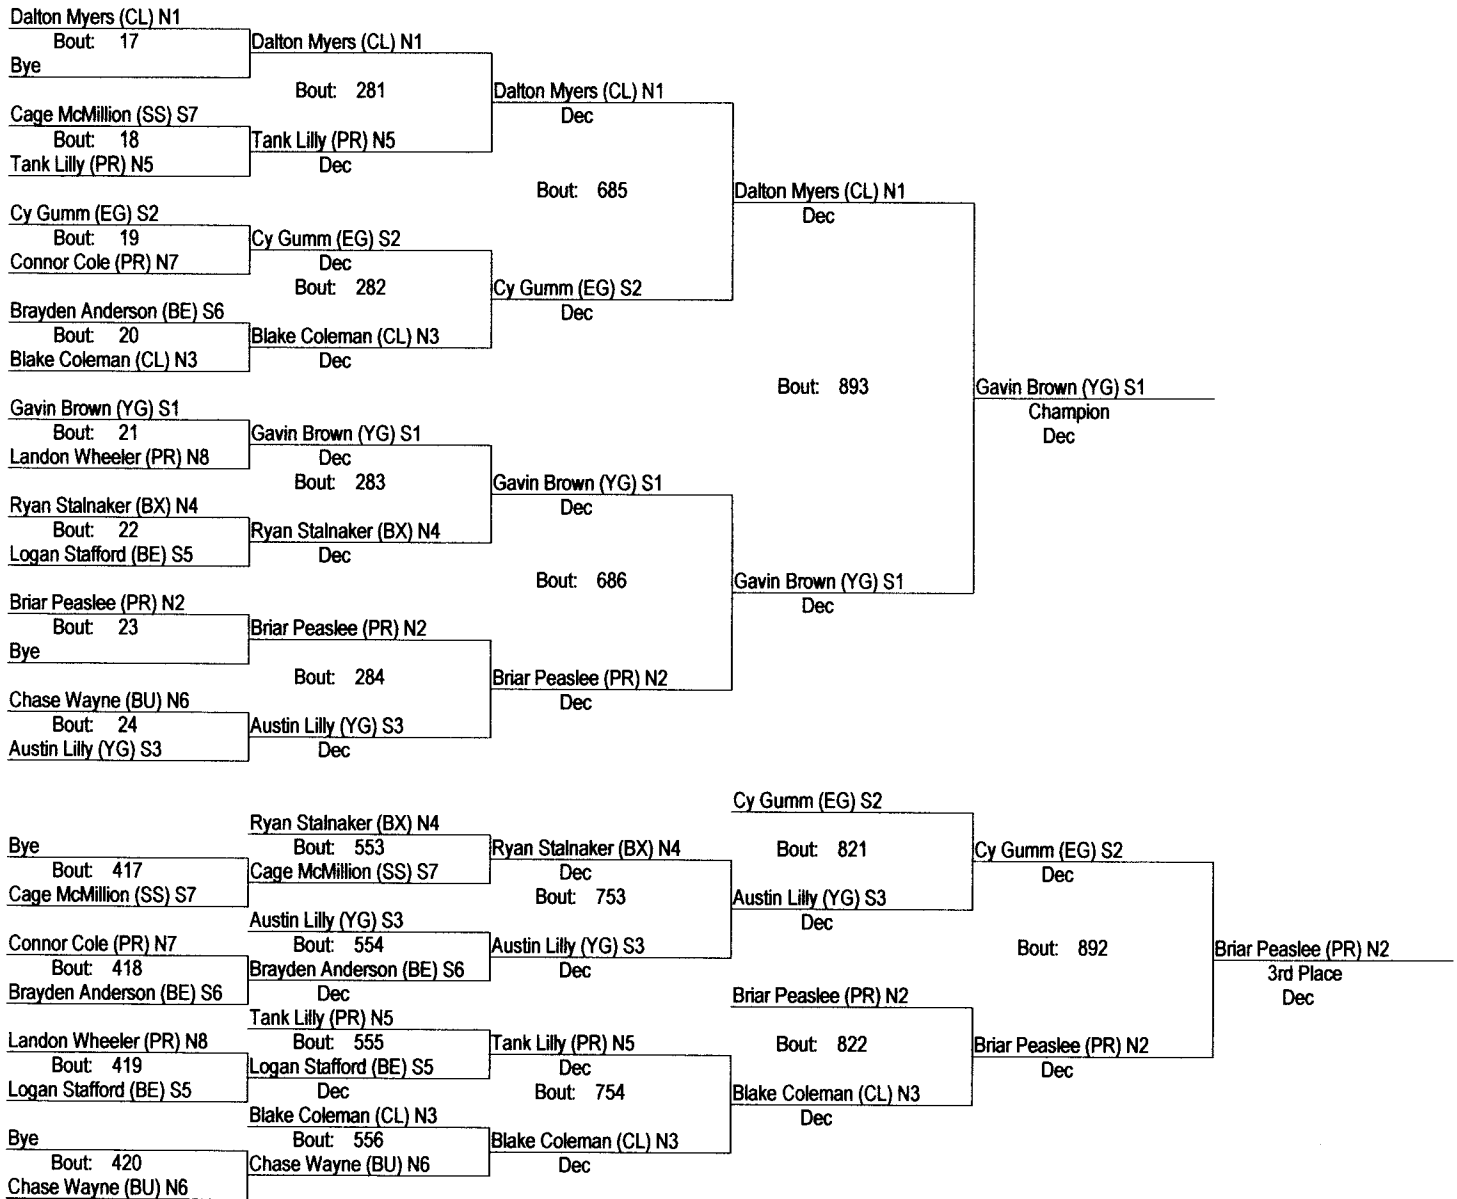 Dalton Myers (CL) N1
Bout: 17
Bye
Dalton Myers (CL) N1
Bout: 281
Cage McMillion (SS) S7
Bout: 18
Tank Lilly (PR) N5
Tank Lilly (PR) N5
Dec
Dalton Myers (CL) N1
Dec
Bout: 685
Cy Gumm (EG) S2
Bout: 19
Connor Cole (PR) N7
Cy Gumm (EG) S2
Dec
Bout: 282
Brayden Anderson (BE) S6
Bout: 20
Blake Coleman (CL) N3
Blake Coleman (CL) N3
Dec
Cy Gumm (EG) S2
Dec
Dalton Myers (CL) N1
Dec
Bout: 893
Gavin Brown (YG) S1
Champion
Dec
Gavin Brown (YG) S1
Bout: 21
Landon Wheeler (PR) N8
Gavin Brown (YG) S1
Dec
Bout: 283
Ryan Stalnaker (BX) N4
Bout: 22
Logan Stafford (BE) S5
Ryan Stalnaker (BX) N4
Dec
Gavin Brown (YG) S1
Dec
Bout: 686
Gavin Brown (YG) S1
Dec
Briar Peaslee (PR) N2
Bout: 23
Bye
Briar Peaslee (PR) N2
Bout: 284
Chase Wayne (BU) N6
Bout: 24
Austin Lilly (YG) S3
Austin Lilly (YG) S3
Dec
Briar Peaslee (PR) N2
Dec
Bye
Bout: 417
Cage McMillion (SS) S7
Ryan Stalnaker (BX) N4
Bout: 553
Cage McMillion (SS) S7
Ryan Stalnaker (BX) N4
Dec
Bout: 753
Connor Cole (PR) N7
Bout: 418
Brayden Anderson (BE) S6
Austin Lilly (YG) S3
Bout: 554
Brayden Anderson (BE) S6
Dec
Austin Lilly (YG) S3
Dec
Cy Gumm (EG) S2
Bout: 821
Austin Lilly (YG) S3
Dec
Cy Gumm (EG) S2
Dec
Bout: 892
Briar Peaslee (PR) N2
3rd Place
Dec
Landon Wheeler (PR) N8
Bout: 419
Logan Stafford (BE) S5
Tank Lilly (PR) N5
Bout: 555
Logan Stafford (BE) S5
Dec
Tank Lilly (PR) N5
Dec
Bout: 754
Bye
Bout: 420
Chase Wayne (BU) N6
Blake Coleman (CL) N3
Bout: 556
Chase Wayne (BU) N6
Blake Coleman (CL) N3
Dec
Briar Peaslee (PR) N2
Bout: 822
Blake Coleman (CL) N3
Dec
Briar Peaslee (PR) N2
Dec